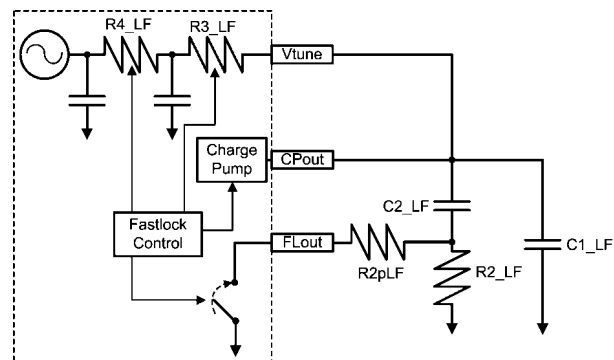 R4_LF
R3_LF
Vtune
Charge
Pump
CPout
C2_LF
Fastlock
Control
FLout
R2pLF
R2_LF
C1_LF